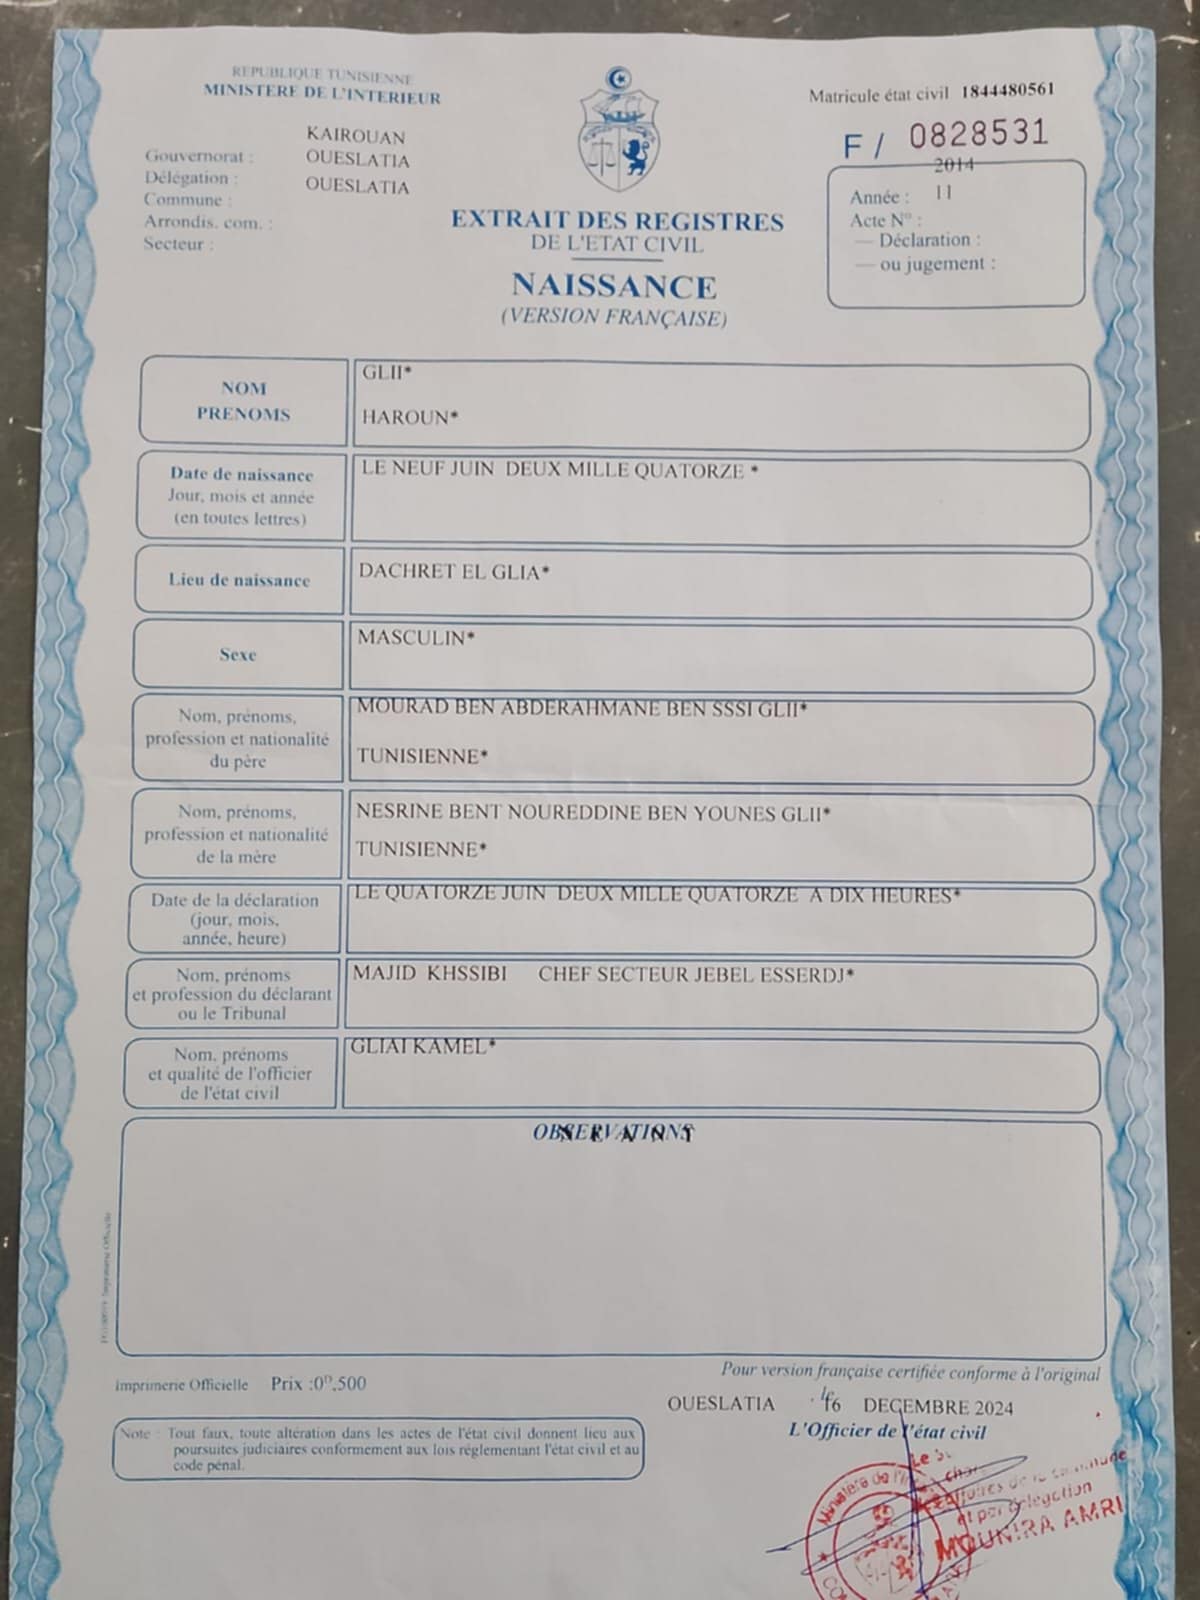 REPUBLIQUE TUNISIENNE
MINISTERE DE L'INTERIEUR
Matricule état civil 1844480561
F / 0828531
KAIROUAN
Gouvernorat : OUESLATIA
Délégation : OUESLATIA
Commune :
Arrondis. com. :
Secteur :
2014
Année : 11
Acte N° :
— Déclaration :
— ou jugement :
EXTRAIT DES REGISTRES
DE L'ETAT CIVIL
NAISSANCE
(VERSION FRANÇAISE)
NOM
PRENOMS
GLII*
HAROUN*
Date de naissance
Jour, mois et année
(en toutes lettres)
LE NEUF JUIN DEUX MILLE QUATORZE *
Lieu de naissance
DACHRET EL GLIA*
Sexe
MASCULIN*
Nom, prénoms,
profession et nationalité
du père
MOURAD BEN ABDERAHMANE BEN SSSI GLII*
TUNISIENNE*
Nom, prénoms,
profession et nationalité
de la mère
NESRINE BENT NOUREDDINE BEN YOUNES GLII*
TUNISIENNE*
Date de la déclaration
(jour, mois,
année, heure)
LE QUATORZE JUIN DEUX MILLE QUATORZE A DIX HEURES*
Nom, prénoms
et profession du déclarant
ou le Tribunal
MAJID KHSSIBI CHEF SECTEUR JEBEL ESSERDJ*
Nom, prénoms
et qualité de l'officier
de l'état civil
GLIAI KAMEL*
OBSERVATIONS
Imprimerie Officielle
Imprimerie Officielle Prix :0ᴰ,500
Pour version française certifiée conforme à l'original
OUESLATIA le 16 DECEMBRE 2024
L'Officier de l'état civil
Note : Tout faux, toute altération dans les actes de l'état civil donnent lieu aux
poursuites judiciaires conformement aux lois réglementant l'état civil et au
code pénal.
Ministère de
et par délégation
MOUNIRA AMRI